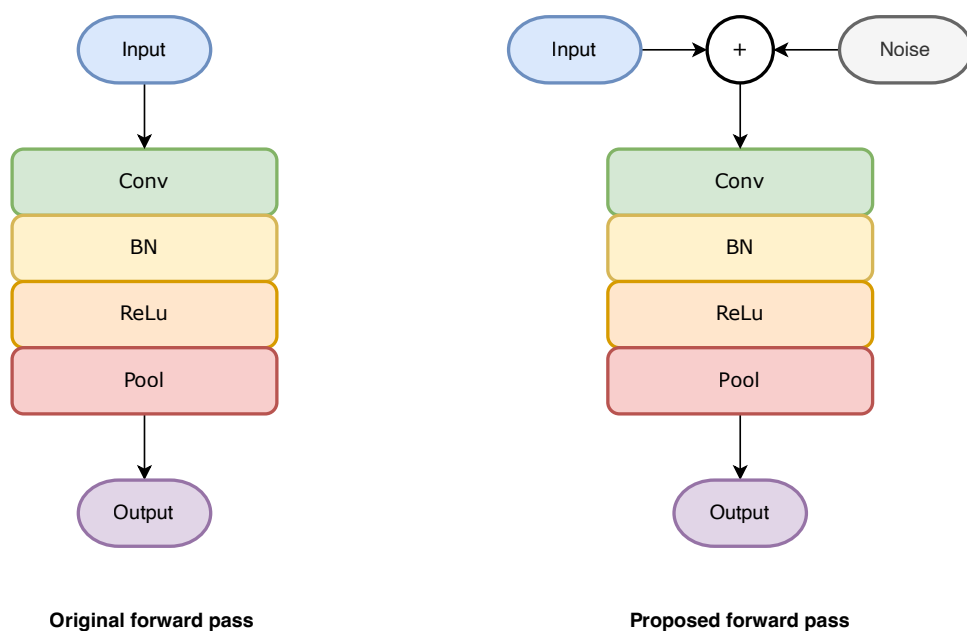 Input
Conv
BN
ReLu
Pool
Output
Original forward pass
Input
+
Noise
Conv
BN
ReLu
Pool
Output
Proposed forward pass